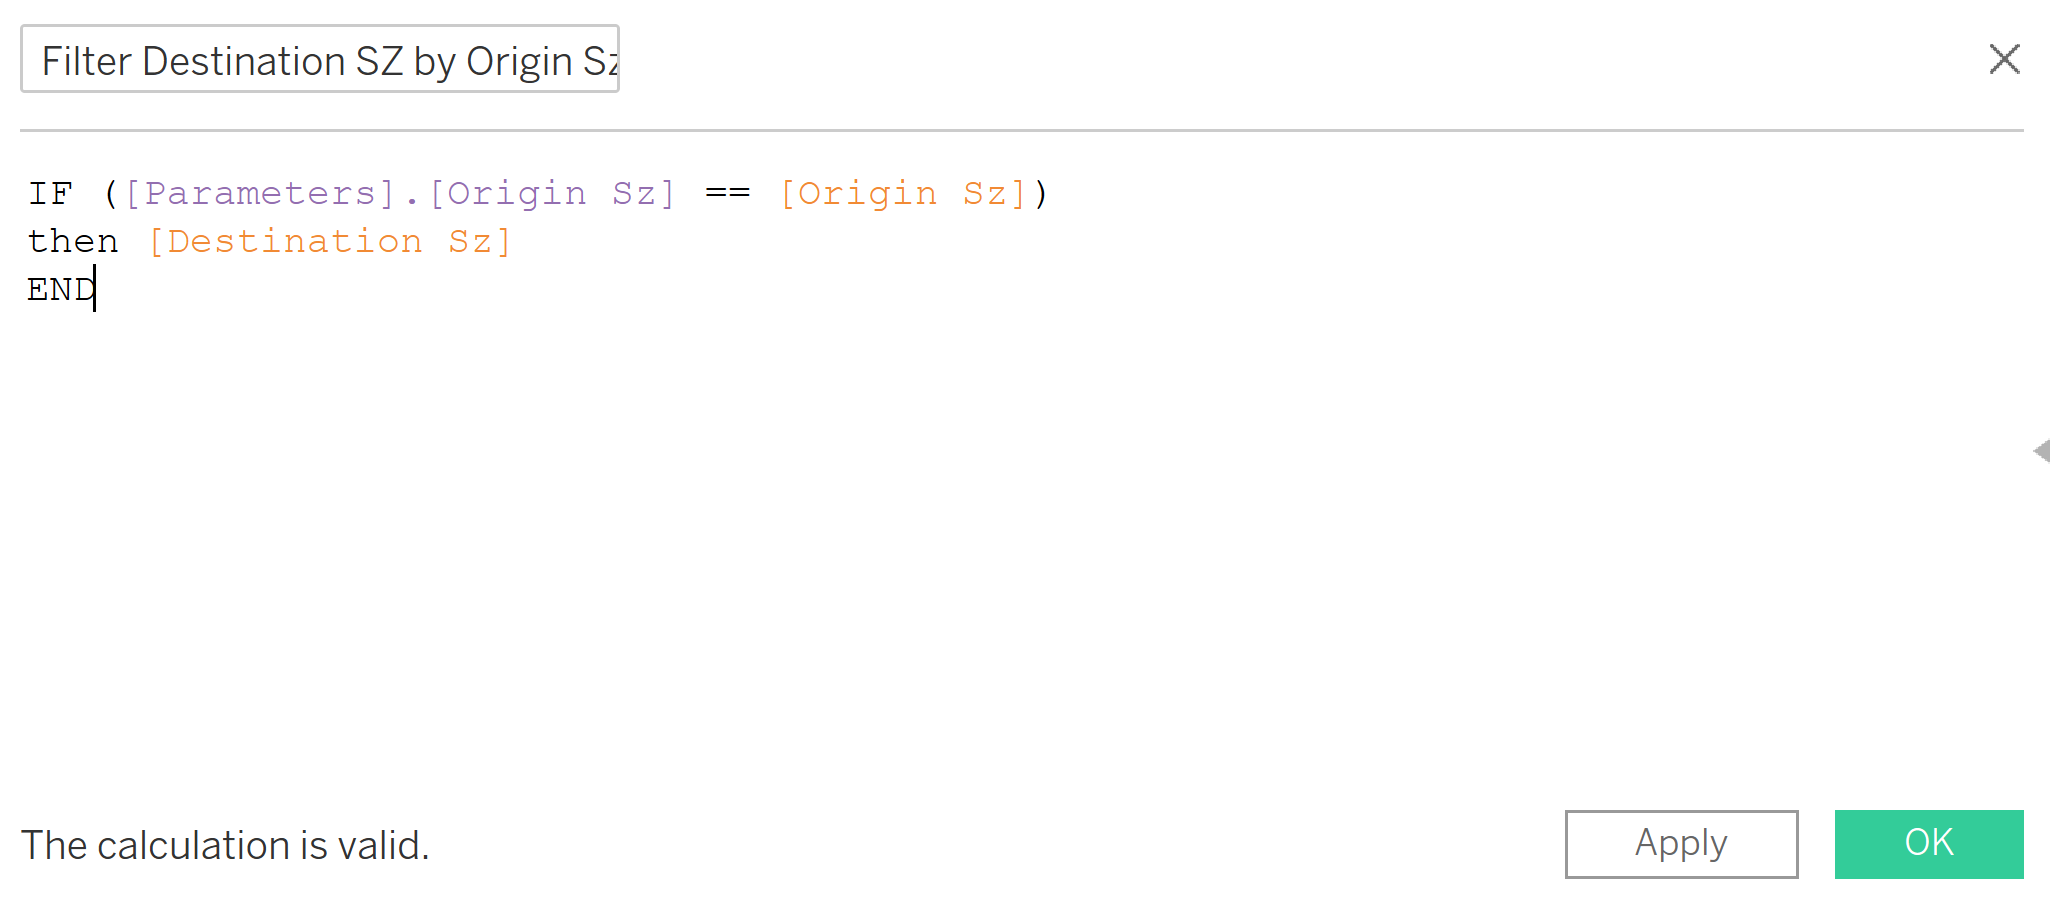 Filter Destination SZ by Origin Sz
IF ([Parameters].[Origin Sz] == [Origin Sz])
then [Destination Sz]
END
The calculation is valid.
Apply
OK